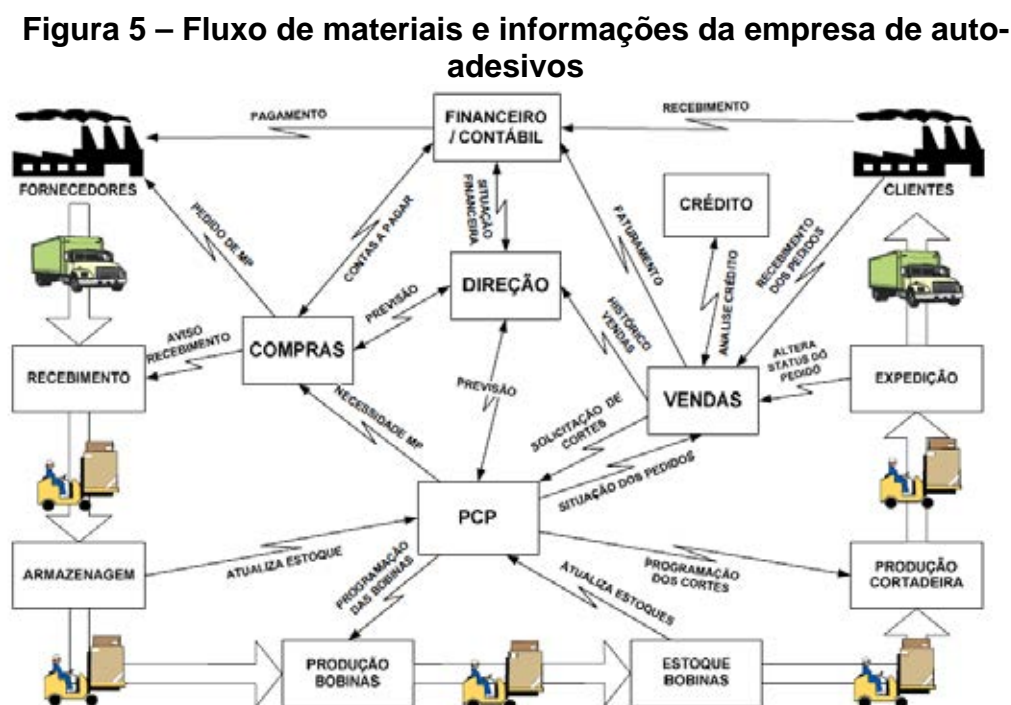 Figura 5 – Fluxo de materiais e informações da empresa de auto-
adesivos
PAGAMENTO
FINANCEIRO
/ CONTÁBIL
RECEBIMENTO
FORNECEDORES
CLIENTES
PEDIDO DE MP
CONTAS A PAGAR
SITUAÇÃO
FINANCEIRA
FATURAMENTO
CRÉDITO
RECEBIMENTO
DOS PEDIDOS
DIREÇÃO
PREVISÃO
HISTÓRICO
VENDAS
ANALISE CRÉDITO
AVISO
RECEBIMENTO
COMPRAS
ALTERA
STATUS DO
PEDIDO
RECEBIMENTO
PREVISÃO
VENDAS
EXPEDIÇÃO
NECESSIDADE MP
SOLICITAÇÃO DE
CORTES
SITUAÇÃO DOS PEDIDOS
PCP
ARMAZENAGEM
ATUALIZA ESTOQUE
PROGRAMAÇÃO
DAS BOBINAS
ATUALIZA ESTOQUES
PROGRAMAÇÃO
DOS CORTES
PRODUÇÃO
CORTADEIRA
PRODUÇÃO
BOBINAS
ESTOQUE
BOBINAS